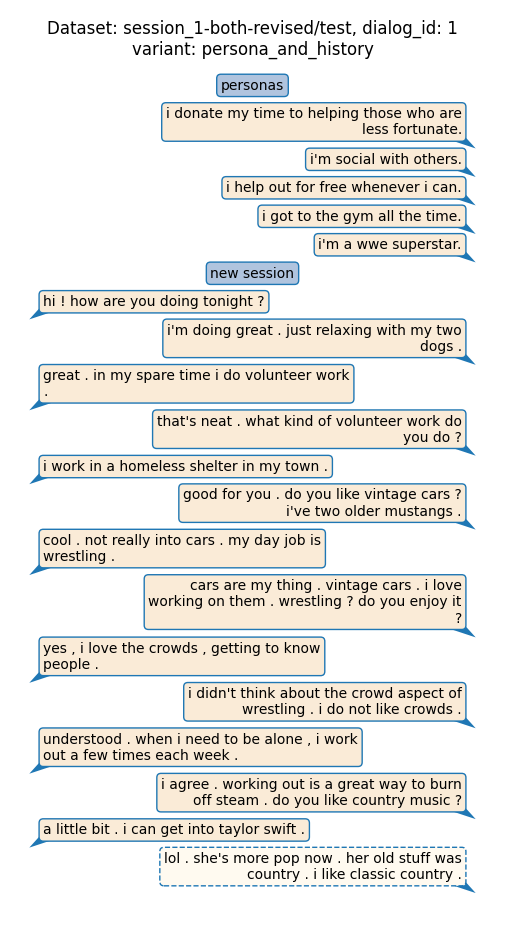 Dataset: session_1-both-revised/test, dialog_id: 1
variant: persona_and_history
personas
i donate my time to helping those who are
less fortunate.
i'm social with others.
i help out for free whenever i can.
i got to the gym all the time.
i'm a wwe superstar.
new session
hi ! how are you doing tonight ?
i'm doing great . just relaxing with my two
dogs .
great . in my spare time i do volunteer work
.
that's neat . what kind of volunteer work do
you do ?
i work in a homeless shelter in my town .
good for you . do you like vintage cars ?
i've two older mustangs .
cool . not really into cars . my day job is
wrestling .
cars are my thing . vintage cars . i love
working on them . wrestling ? do you enjoy it
?
yes , i love the crowds , getting to know
people .
i didn't think about the crowd aspect of
wrestling . i do not like crowds .
understood . when i need to be alone , i work
out a few times each week .
i agree . working out is a great way to burn
off steam . do you like country music ?
a little bit . i can get into taylor swift .
lol . she's more pop now . her old stuff was
country . i like classic country .